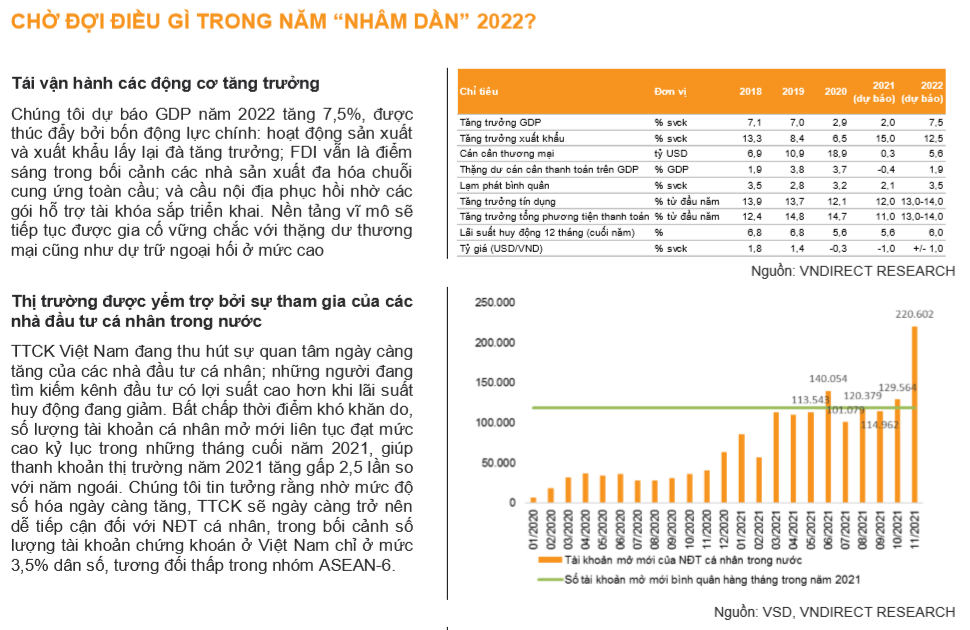 CHỜ ĐỢI ĐIỀU GÌ TRONG NĂM “NHÂM DẦN” 2022?
Tái vận hành các động cơ tăng trưởng
Chúng tôi dự báo GDP năm 2022 tăng 7,5%, được
thúc đẩy bởi bốn động lực chính: hoạt động sản xuất
và xuất khẩu lấy lại đà tăng trưởng; FDI vẫn là điểm
sáng trong bối cảnh các nhà sản xuất đa hóa chuỗi
cung ứng toàn cầu; và cầu nội địa phục hồi nhờ các
gói hỗ trợ tài khóa sắp triển khai. Nền tảng vĩ mô sẽ
tiếp tục được gia cố vững chắc với thặng dư thương
mại cũng như dự trữ ngoại hối ở mức cao
Chỉ tiêu Đơn vị 2018 2019 2020 2021 (dự báo) 2022 (dự báo)
Tăng trưởng GDP % svck 7,1 7,0 2,9 2,0 7,5
Tăng trưởng xuất khẩu % svck 13,3 8,4 6,5 15,0 12,5
Cán cân thương mại tỷ USD 6,9 10,9 18,9 0,3 5,6
Thặng dư cán cân thanh toán trên GDP % GDP 1,9 3,8 3,7 -0,4 1,9
Lạm phát bình quân % svck 3,5 2,8 3,2 2,1 3,5
Tăng trưởng tín dụng % từ đầu năm 13,9 13,7 12,1 12,0 13,0-14,0
Tăng trưởng tổng phương tiện thanh toán % từ đầu năm 12,4 14,8 14,7 11,0 13,0-14,0
Lãi suất huy động 12 tháng (cuối năm) % 6,8 6,8 5,6 5,6 6,0
Tỷ giá (USD/VND) % svck 1,8 1,4 -0,3 -1,0 +/- 1,0
Nguồn: VNDIRECT RESEARCH
Thị trường được yểm trợ bởi sự tham gia của các
nhà đầu tư cá nhân trong nước
TTCK Việt Nam đang thu hút sự quan tâm ngày càng
tăng của các nhà đầu tư cá nhân; những người đang
tìm kiếm kênh đầu tư có lợi suất cao hơn khi lãi suất
huy động đang giảm. Bất chấp thời điểm khó khăn do,
số lượng tài khoản cá nhân mở mới liên tục đạt mức
cao kỷ lục trong những tháng cuối năm 2021, giúp
thanh khoản thị trường năm 2021 tăng gấp 2,5 lần so
với năm ngoái. Chúng tôi tin tưởng rằng nhờ mức độ
số hóa ngày càng tăng, TTCK sẽ ngày càng trở nên
dễ tiếp cận đối với NĐT cá nhân, trong bối cảnh số
lượng tài khoản chứng khoán ở Việt Nam chỉ ở mức
3,5% dân số, tương đối thấp trong nhóm ASEAN-6.
250.000
200.000
150.000
100.000
50.000
0
113.543
140.054
101.079
120.379
114.962
129.564
220.602
01/2020
02/2020
03/2020
04/2020
05/2020
06/2020
07/2020
08/2020
09/2020
10/2020
11/2020
12/2020
01/2021
02/2021
03/2021
04/2021
05/2021
06/2021
07/2021
08/2021
09/2021
10/2021
11/2021
Tài khoản mở mới của NĐT cá nhân trong nước
Số tài khoản mở mới bình quân hàng tháng trong năm 2021
Nguồn: VSD, VNDIRECT RESEARCH